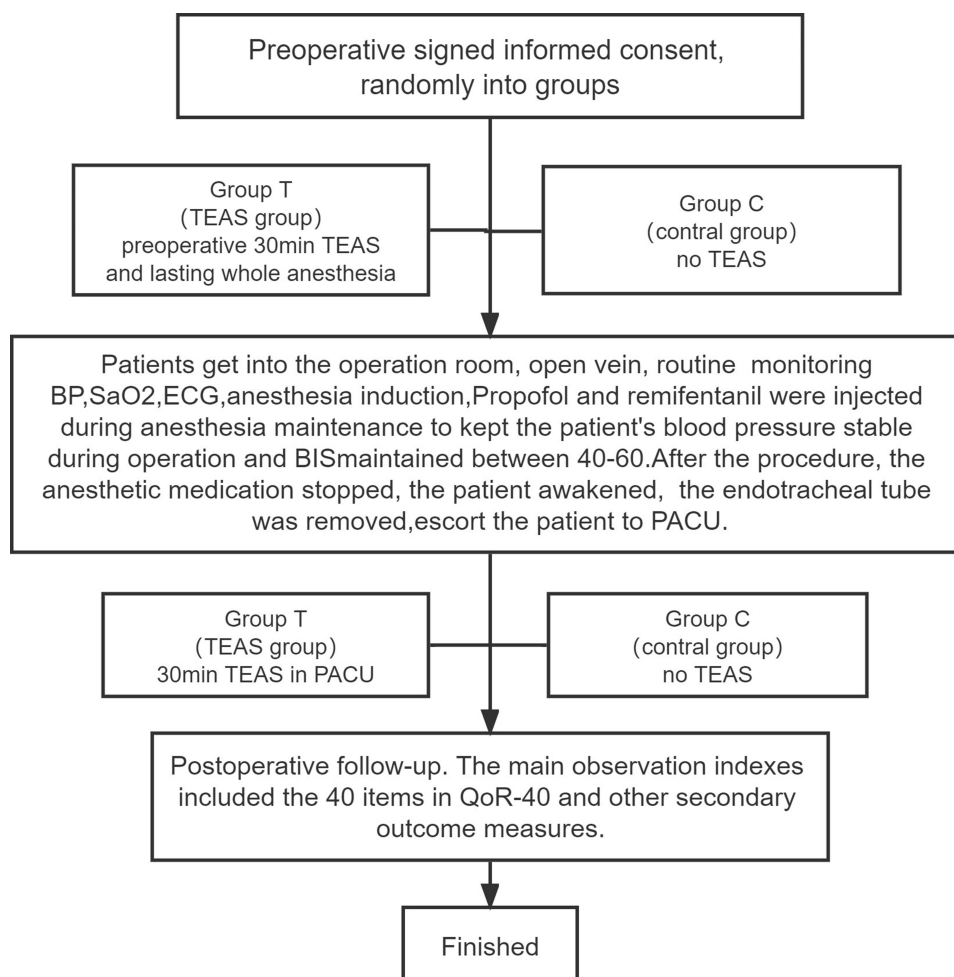 Preoperative signed informed consent,
randomly into groups
Group T
(TEAS group)
preoperative 30min TEAS
and lasting whole anesthesia
Group C
(contral group)
no TEAS
Patients get into the operation room, open vein, routine  monitoring
BP,SaO2,ECG,anesthesia induction,Propofol and remifentanil were injected
during anesthesia maintenance to kept the patient's blood pressure stable
during operation and BISmaintained between 40-60.After the procedure, the
anesthetic medication stopped, the patient awakened,  the endotracheal tube
was removed,escort the patient to PACU.
Group T
(TEAS group)
30min TEAS in PACU
Group C
(contral group)
no TEAS
Postoperative follow-up. The main observation indexes
included the 40 items in QoR-40 and other secondary
outcome measures.
Finished